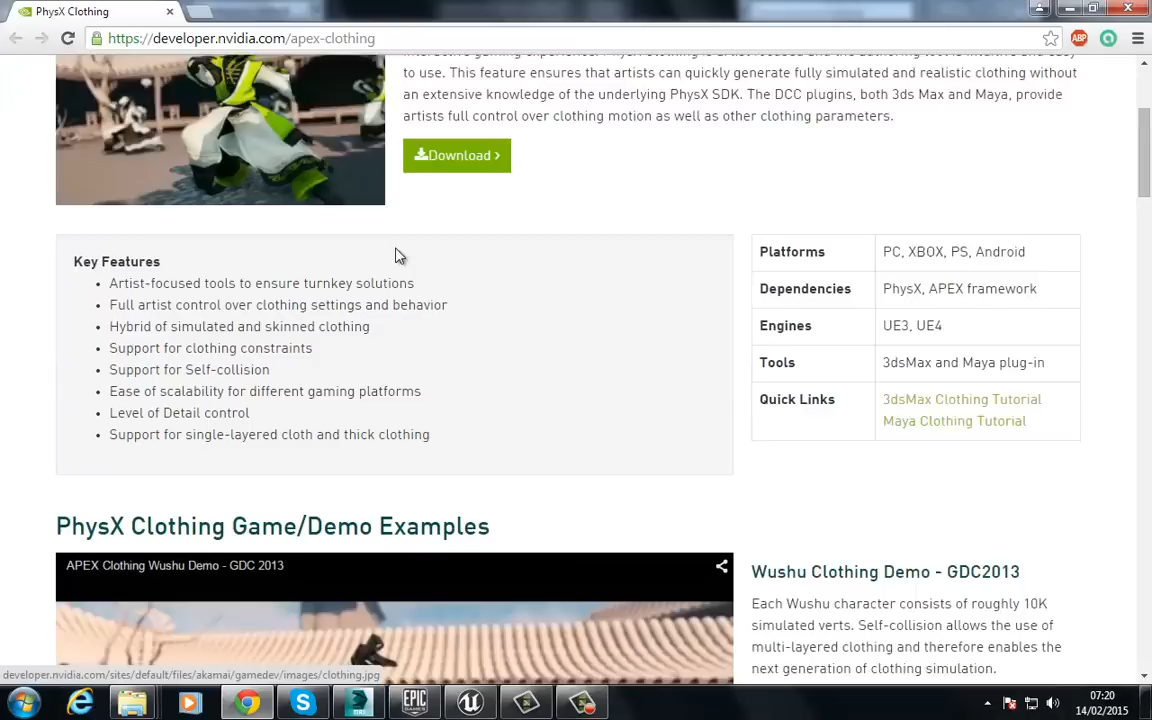 PhysX Clothing
https://developer.nvidia.com/apex-clothing
ABP
to use. This feature ensures that artists can quickly generate fully simulated and realistic clothing without
an extensive knowledge of the underlying PhysX SDK. The DCC plugins, both 3ds Max and Maya, provide
artists full control over clothing motion as well as other clothing parameters.
Download ›
Key Features
• Artist-focused tools to ensure turnkey solutions
• Full artist control over clothing settings and behavior
• Hybrid of simulated and skinned clothing
• Support for clothing constraints
• Support for Self-collision
• Ease of scalability for different gaming platforms
• Level of Detail control
• Support for single-layered cloth and thick clothing
Platforms PC, XBOX, PS, Android
Dependencies PhysX, APEX framework
Engines UE3, UE4
Tools 3dsMax and Maya plug-in
Quick Links 3dsMax Clothing Tutorial
Maya Clothing Tutorial
PhysX Clothing Game/Demo Examples
APEX Clothing Wushu Demo - GDC 2013
Wushu Clothing Demo - GDC2013
Each Wushu character consists of roughly 10K
simulated verts. Self-collision allows the use of
multi-layered clothing and therefore enables the
next generation of clothing simulation.
developer.nvidia.com/sites/default/files/akamai/gamedev/images/clothing.jpg
EPIC
GAMES
07:20
14/02/2015